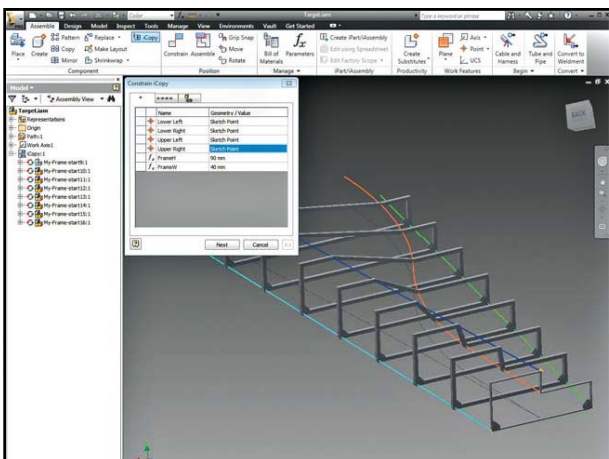 Color
Target.iam
Type a keyword or phrase
Assemble Design Model Inspect Tools Manage View Environments Vault Get Started
Place
Create
Pattern
Copy
Mirror
Replace
Make Layout
Shrinkwrap
iCopy
Constrain
Assemble
Grip Snap
Move
Rotate
Bill of Materials
Parameters
Create Part/Assembly
Edit using Spreadsheet
Edit Factory Scope
Create Substitutes
Plane
Axis
Point
UCS
Cable and Harness
Tube and Pipe
Convert to Weldment
Component
Position
Manage
iPart/iAssembly
Productivity
Work Features
Begin
Convert
Model
Assembly View
Target.iam
Representations
Origin
Path:1
Work Axis1
iCopy:1
My-Frame-start9:1
My-Frame-start10:1
My-Frame-start11:1
My-Frame-start12:1
My-Frame-start13:1
My-Frame-start14:1
My-Frame-start15:1
My-Frame-start16:1
Constrain iCopy
Name Geometry / Value
Lower Left Sketch Point
Lower Right Sketch Point
Upper Left Sketch Point
Upper Right Sketch Point
FrameH 90 mm
FrameW 40 mm
Next Cancel >>
BACK